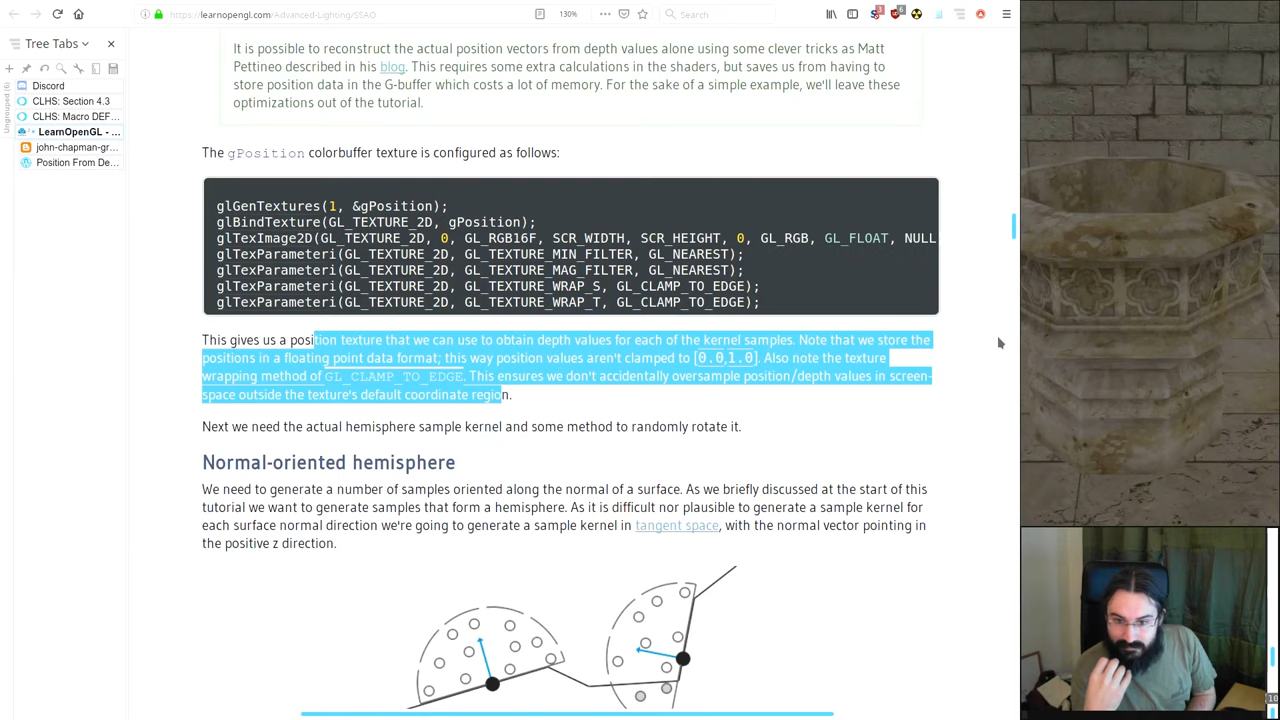 https://learnopengl.com/Advanced-Lighting/SSAO
130%
Search
3
6
Tree Tabs
Ungrouped (6)
Discord
CLHS: Section 4.3
CLHS: Macro DEF...
LearnOpenGL - ...
john-chapman-gr...
Position From De...
It is possible to reconstruct the actual position vectors from depth values alone using some clever tricks as Matt
Pettineo described in his blog. This requires some extra calculations in the shaders, but saves us from having to
store position data in the G-buffer which costs a lot of memory. For the sake of a simple example, we'll leave these
optimizations out of the tutorial.
The gPosition colorbuffer texture is configured as follows:
glGenTextures(1, &gPosition);
glBindTexture(GL_TEXTURE_2D, gPosition);
glTexImage2D(GL_TEXTURE_2D, 0, GL_RGB16F, SCR_WIDTH, SCR_HEIGHT, 0, GL_RGB, GL_FLOAT, NULL
glTexParameteri(GL_TEXTURE_2D, GL_TEXTURE_MIN_FILTER, GL_NEAREST);
glTexParameteri(GL_TEXTURE_2D, GL_TEXTURE_MAG_FILTER, GL_NEAREST);
glTexParameteri(GL_TEXTURE_2D, GL_TEXTURE_WRAP_S, GL_CLAMP_TO_EDGE);
glTexParameteri(GL_TEXTURE_2D, GL_TEXTURE_WRAP_T, GL_CLAMP_TO_EDGE);
This gives us a position texture that we can use to obtain depth values for each of the kernel samples. Note that we store the
positions in a floating point data format; this way position values aren't clamped to [0.0,1.0]. Also note the texture
wrapping method of GL_CLAMP_TO_EDGE. This ensures we don't accidentally oversample position/depth values in screen-
space outside the texture's default coordinate region.
Next we need the actual hemisphere sample kernel and some method to randomly rotate it.
Normal-oriented hemisphere
We need to generate a number of samples oriented along the normal of a surface. As we briefly discussed at the start of this
tutorial we want to generate samples that form a hemisphere. As it is difficult nor plausible to generate a sample kernel for
each surface normal direction we're going to generate a sample kernel in tangent space, with the normal vector pointing in
the positive z direction.
10